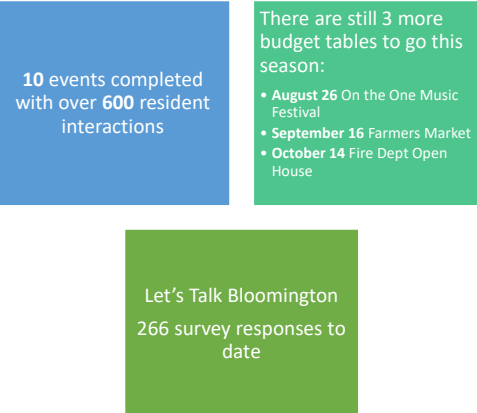 10 events completed
with over 600 resident
interactions
There are still 3 more
budget tables to go this
season:
• August 26 On the One Music
Festival
• September 16 Farmers Market
• October 14 Fire Dept Open
House
Let's Talk Bloomington
266 survey responses to
date